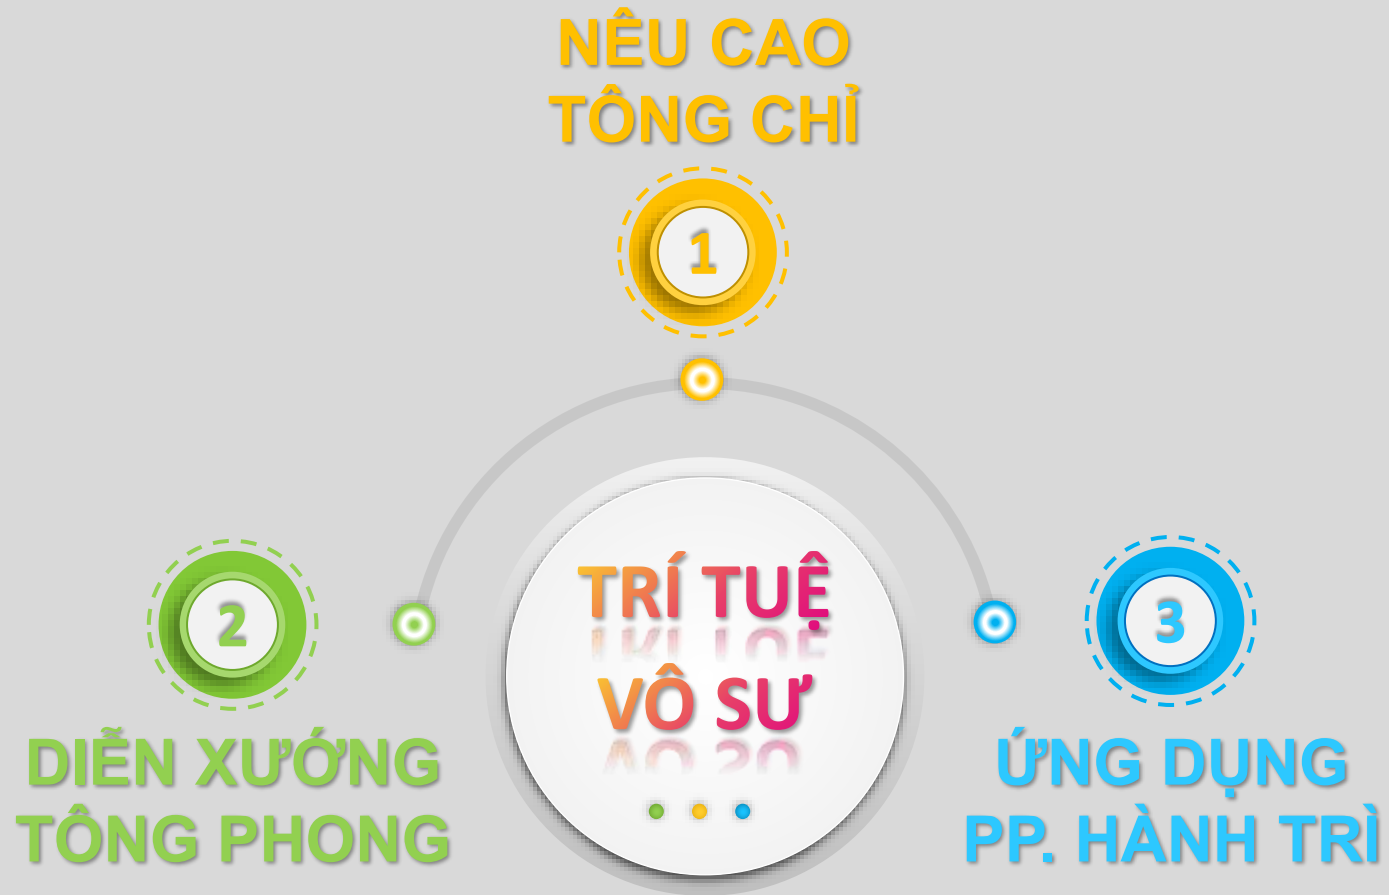 NÊU CAO
TÔNG CHỈ
1
TRÍ TUỆ
VÔ SƯ
2
DIỄN XƯỚNG
TÔNG PHONG
3
ỨNG DỤNG
PP. HÀNH TRÌ